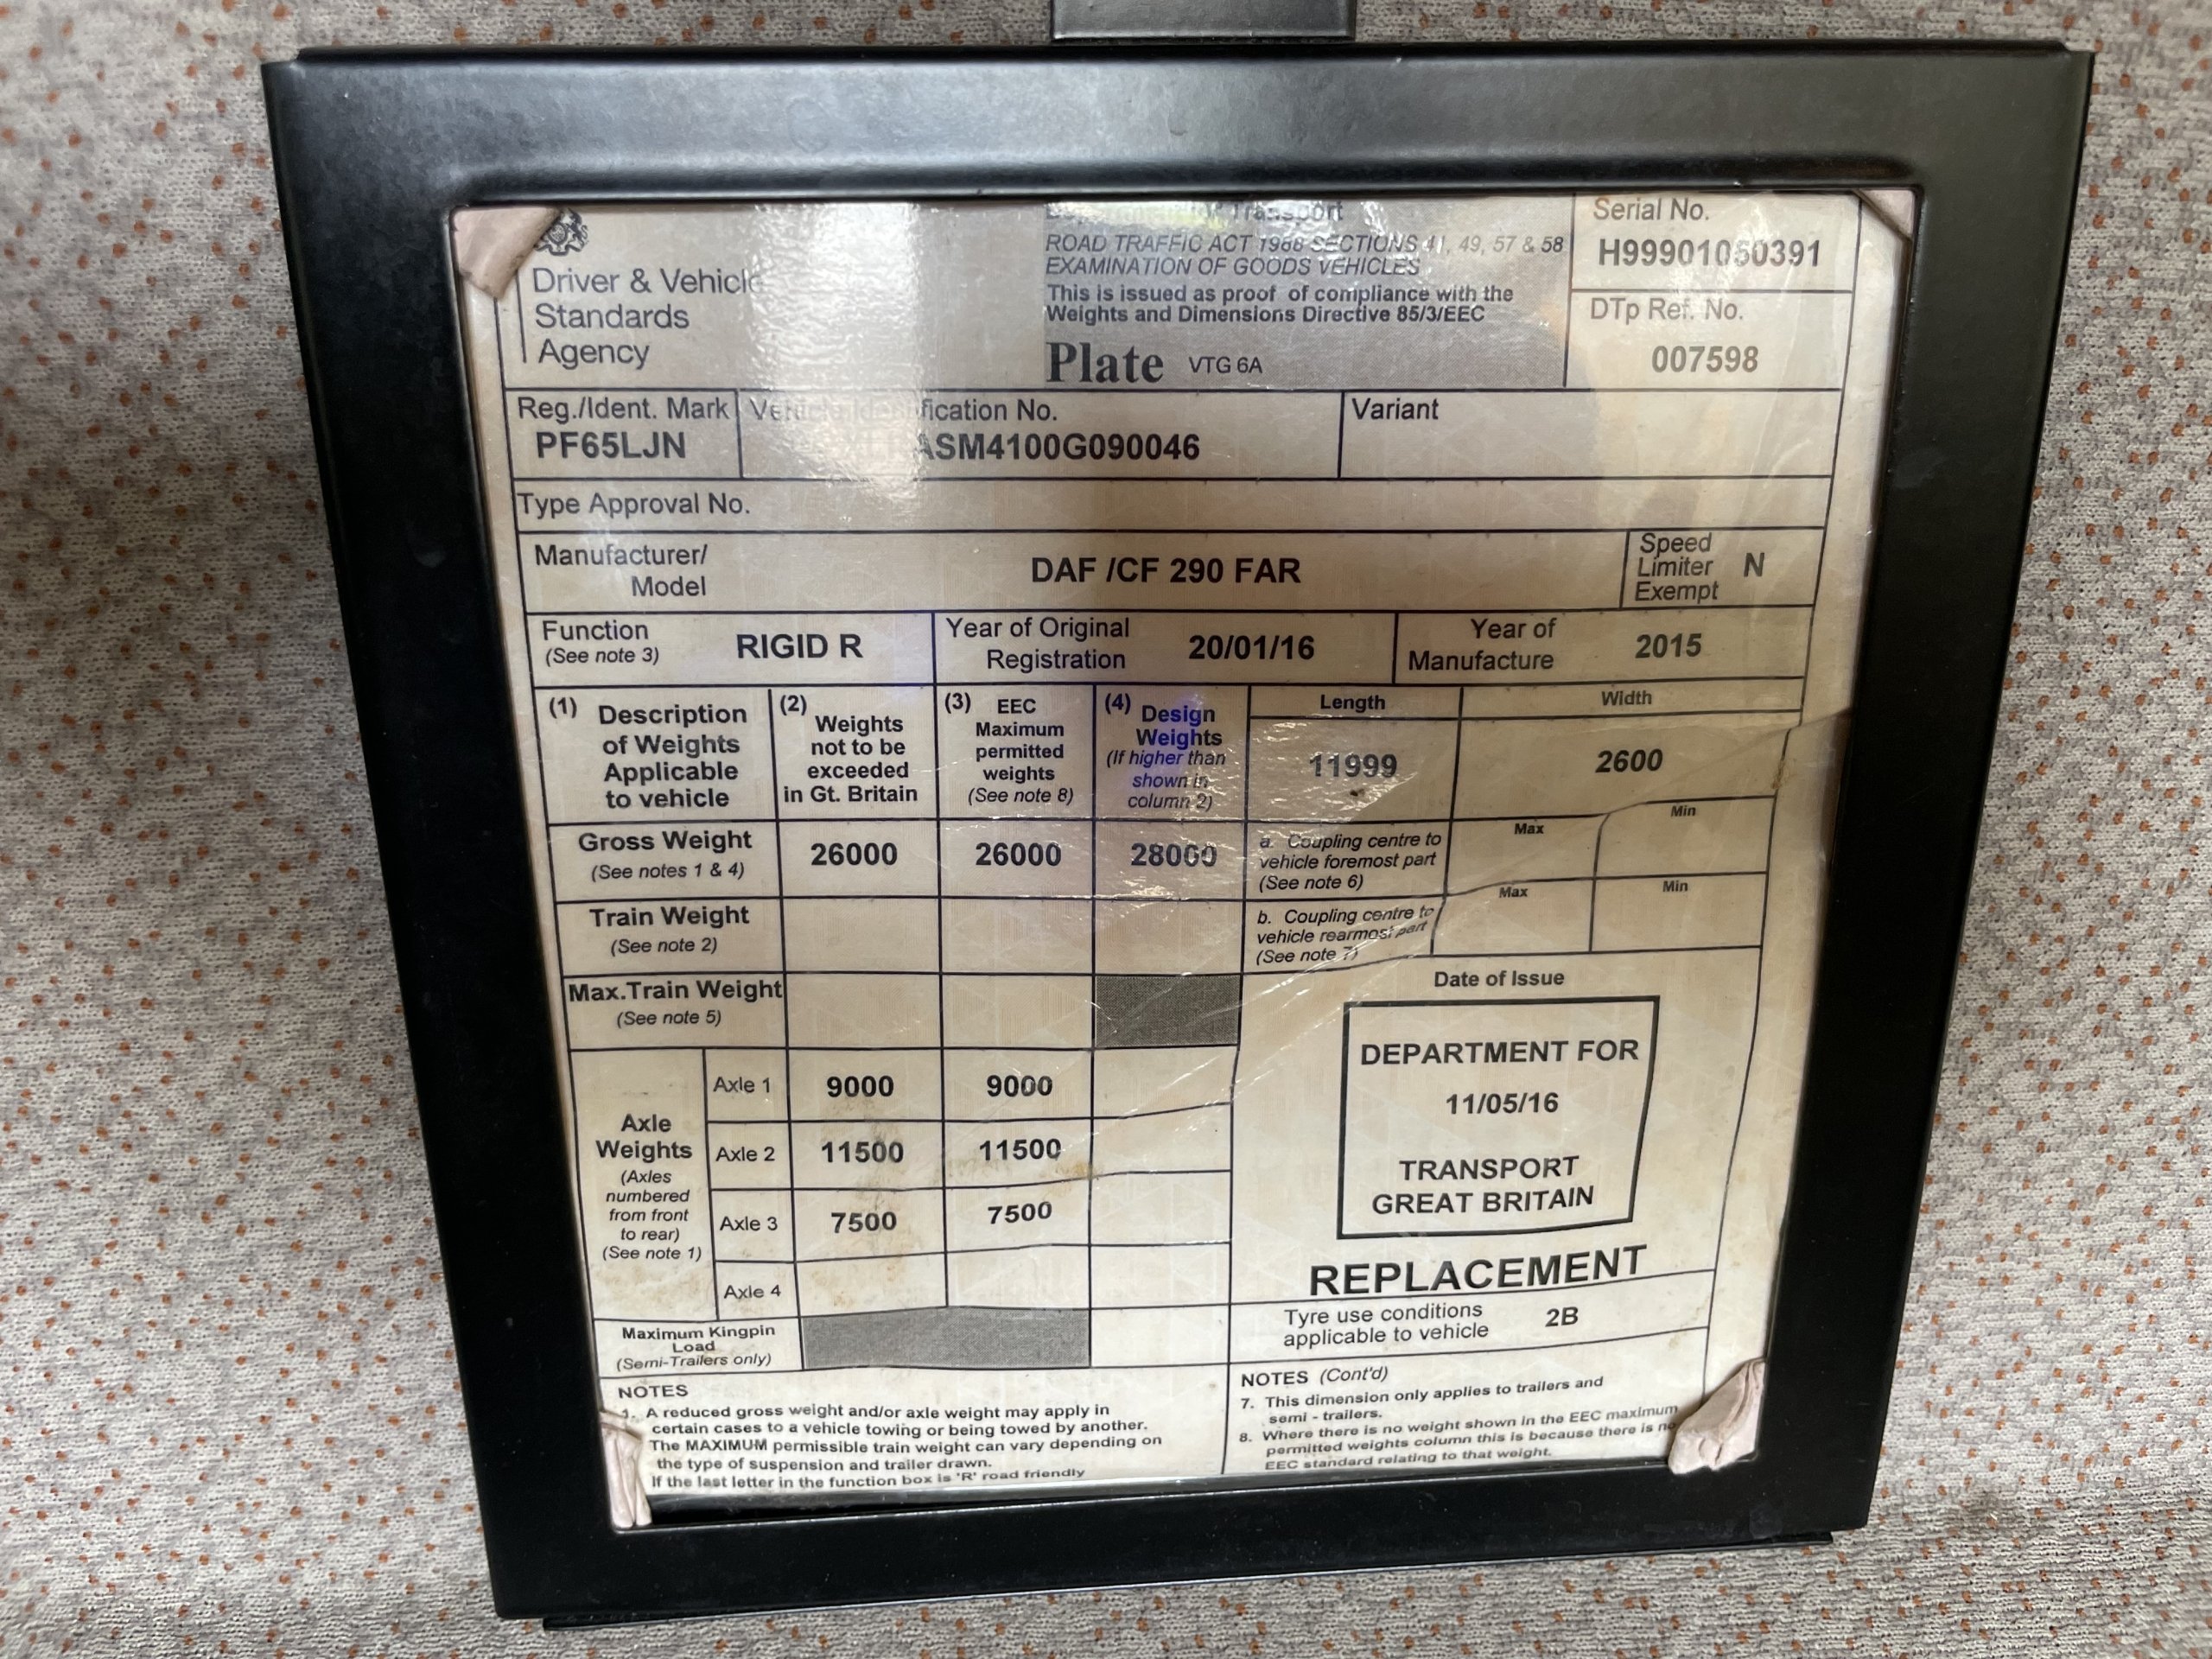 Department for Transport
ROAD TRAFFIC ACT 1988 SECTIONS 41, 49, 57 & 58
EXAMINATION OF GOODS VEHICLES
This is issued as proof of compliance with the
Weights and Dimensions Directive 85/3/EEC
Plate VTG 6A
Driver & Vehicle
Standards
Agency
Serial No.
H99901050391
DTp Ref. No.
007598
Reg./Ident. Mark
PF65LJN
Vehicle Identification No.
ASM4100G090046
Variant
Type Approval No.
Manufacturer/
Model
DAF /CF 290 FAR
Speed
Limiter
Exempt
N
Function
(See note 3)
RIGID R
Year of Original
Registration
20/01/16
Year of
Manufacture
2015
(1) Description
of Weights
Applicable
to vehicle
(2) Weights
not to be
exceeded
in Gt. Britain
(3) EEC
Maximum
permitted
weights
(See note 8)
(4) Design
Weights
(If higher than
shown in
column 2)
Length
11999
Width
2600
Gross Weight
(See notes 1 & 4)
26000
26000
28000
a. Coupling centre to
vehicle foremost part
(See note 6)
Max
Min
Train Weight
(See note 2)
b. Coupling centre to
vehicle rearmost part
(See note 7)
Max
Min
Max.Train Weight
(See note 5)
Axle
Weights
(Axles
numbered
from front
to rear)
(See note 1)
Axle 1 9000 9000
Axle 2 11500 11500
Axle 3 7500 7500
Axle 4
Maximum Kingpin
Load
(Semi-Trailers only)
Date of Issue
DEPARTMENT FOR
11/05/16
TRANSPORT
GREAT BRITAIN
REPLACEMENT
Tyre use conditions
applicable to vehicle
2B
NOTES
1. A reduced gross weight and/or axle weight may apply in
certain cases to a vehicle towing or being towed by another.
The MAXIMUM permissible train weight can vary depending on
the type of suspension and trailer drawn.
If the last letter in the function box is 'R' road friendly
NOTES (Cont'd)
7. This dimension only applies to trailers and
semi - trailers.
8. Where there is no weight shown in the EEC maximum
permitted weights column this is because there is no
EEC standard relating to that weight.